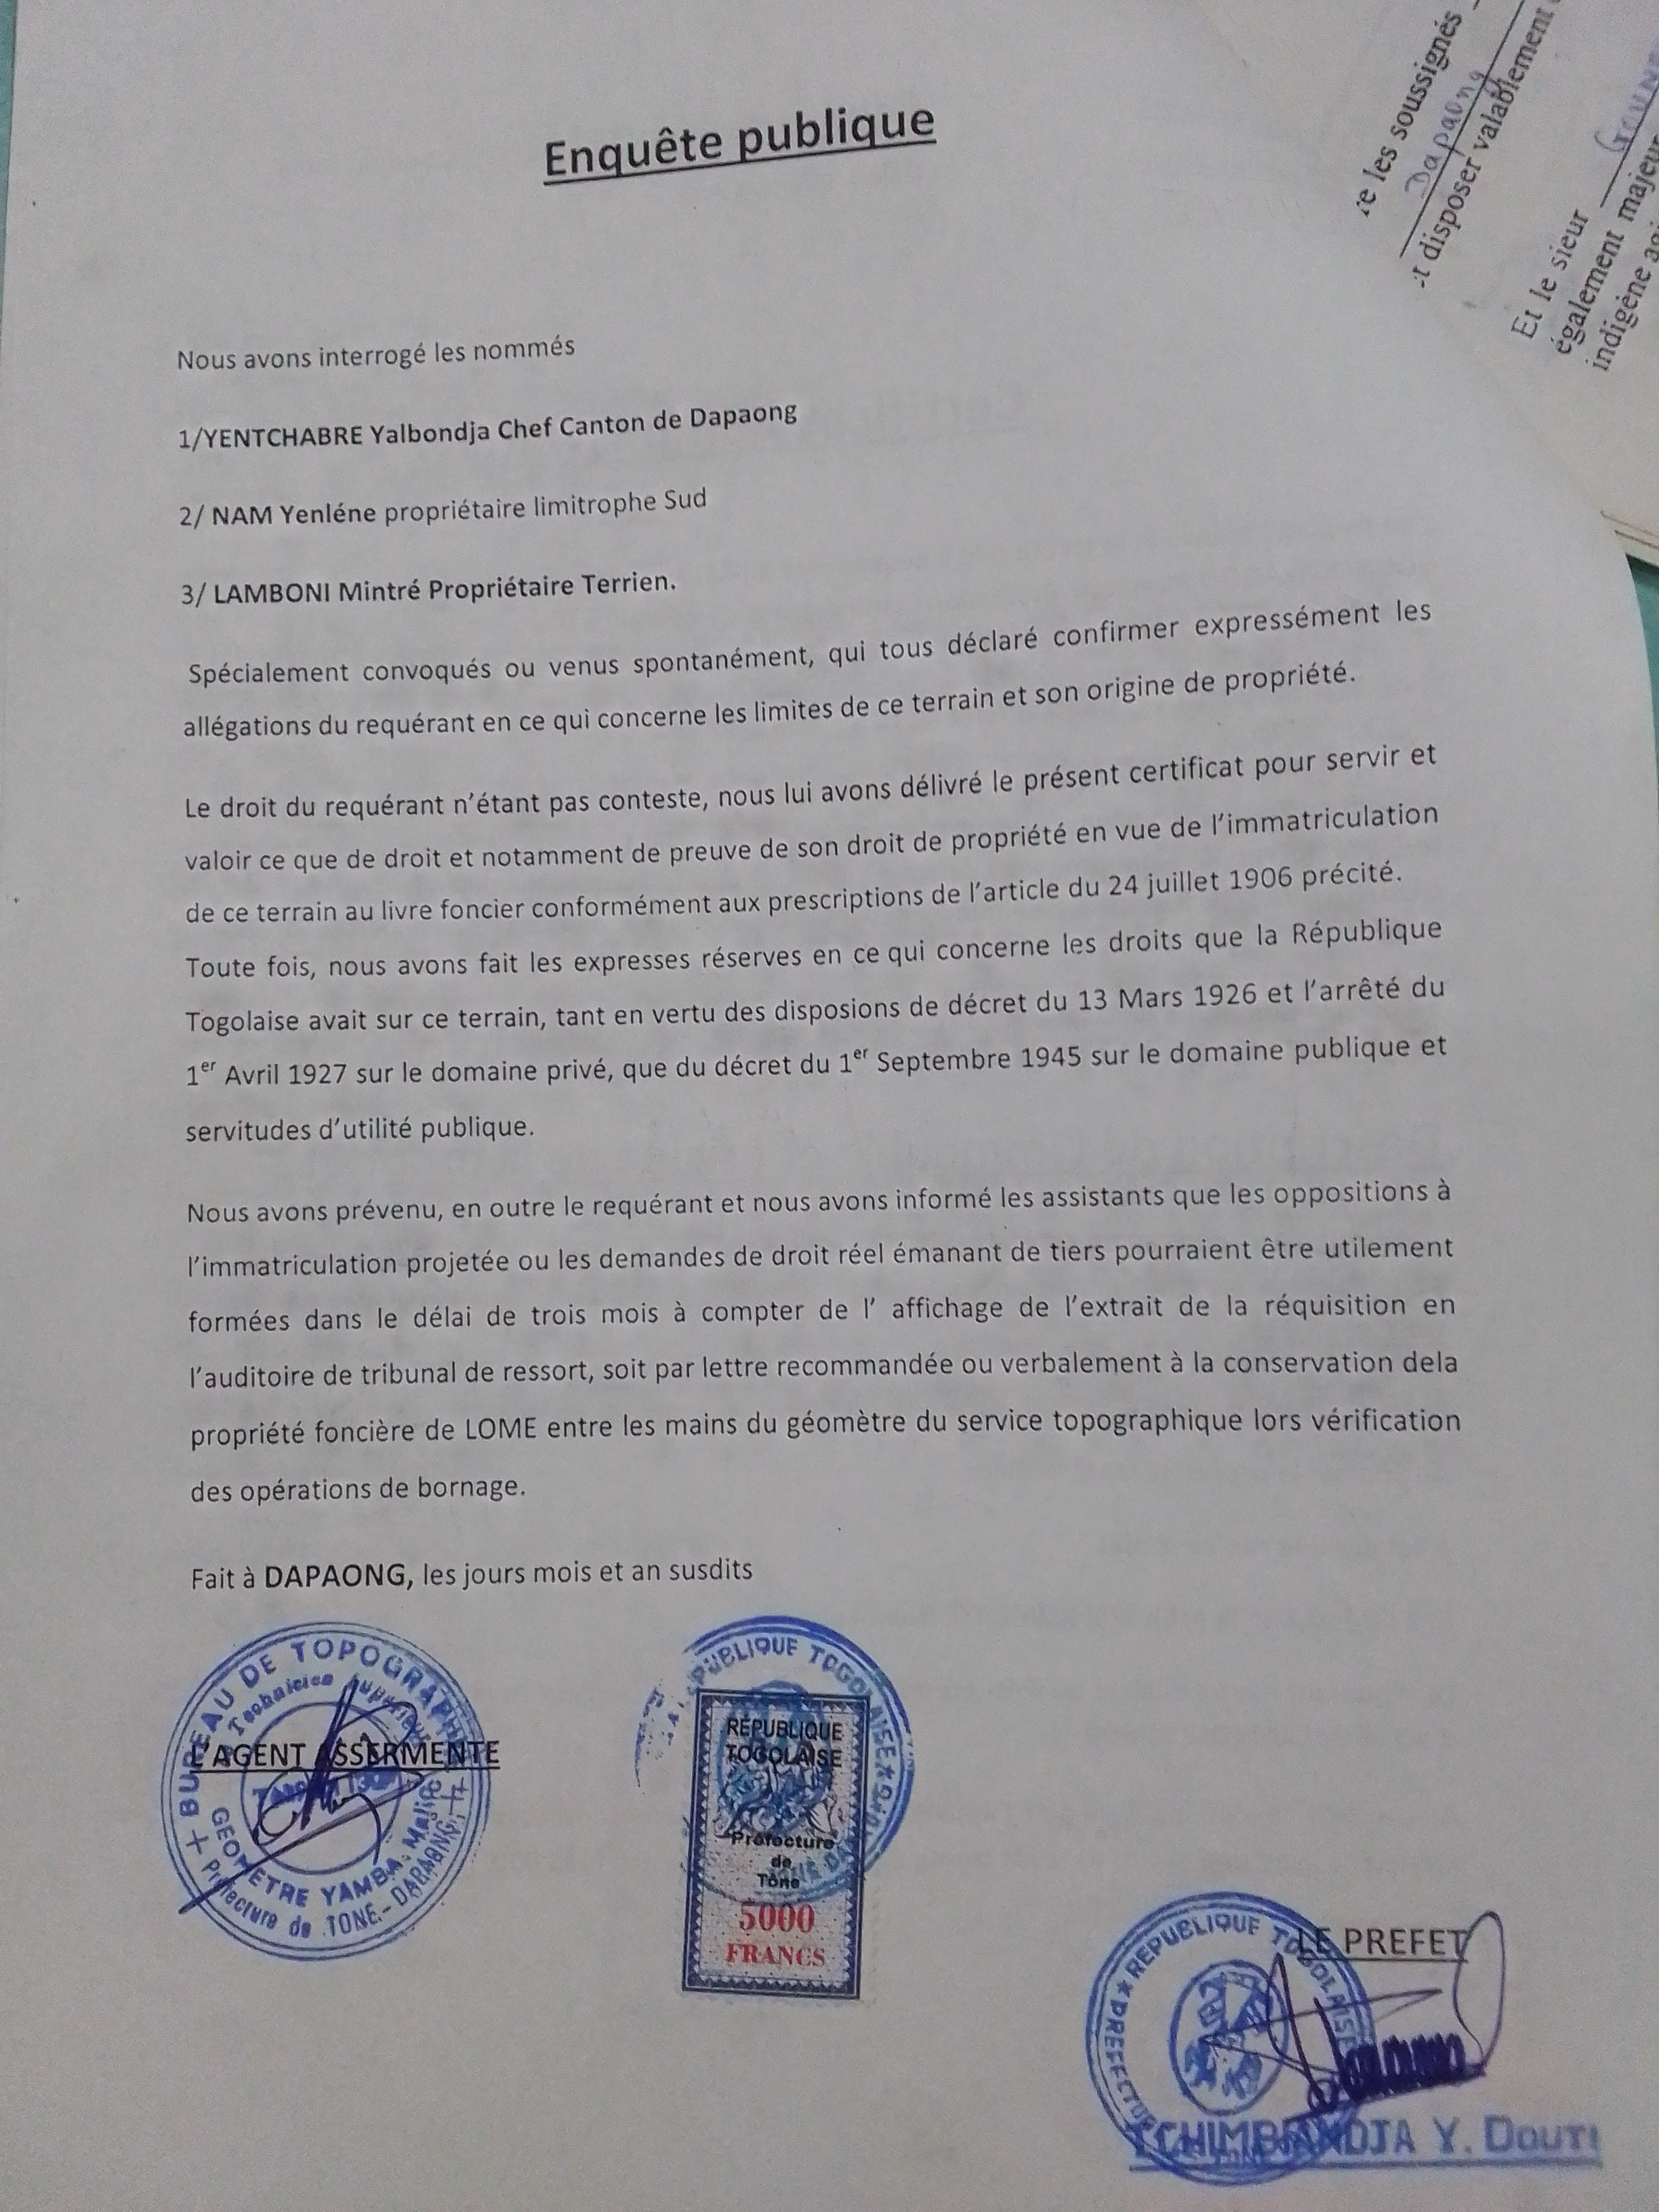 Enquête publique
Nous avons interrogé les nommés
1/YENTCHABRE Yalbondja Chef Canton de Dapaong
2/ NAM Yenléne propriétaire limitrophe Sud
3/ LAMBONI Mintré Propriétaire Terrien.
Spécialement convoqués ou venus spontanément, qui tous déclaré confirmer expressément les
allégations du requérant en ce qui concerne les limites de ce terrain et son origine de propriété.
Le droit du requérant n'étant pas conteste, nous lui avons délivré le présent certificat pour servir et
valoir ce que de droit et notamment de preuve de son droit de propriété en vue de l'immatriculation
de ce terrain au livre foncier conformément aux prescriptions de l'article du 24 juillet 1906 précité.
Toute fois, nous avons fait les expresses réserves en ce qui concerne les droits que la République
Togolaise avait sur ce terrain, tant en vertu des disposions de décret du 13 Mars 1926 et l'arrêté du
1er Avril 1927 sur le domaine privé, que du décret du 1er Septembre 1945 sur le domaine publique et
servitudes d'utilité publique.
Nous avons prévenu, en outre le requérant et nous avons informé les assistants que les oppositions à
l'immatriculation projetée ou les demandes de droit réel émanant de tiers pourraient être utilement
formées dans le délai de trois mois à compter de l' affichage de l'extrait de la réquisition en
l'auditoire de tribunal de ressort, soit par lettre recommandée ou verbalement à la conservation dela
propriété foncière de LOME entre les mains du géomètre du service topographique lors vérification
des opérations de bornage.
Fait à DAPAONG, les jours mois et an susdits
L'AGENT ASSERMENTE
BUREAU DE TOPOGRAPHIE
Technicien Supérieur
GEOMETRE YAMBA Malic
Préfecture de TONE - DAPAONG
REPUBLIQUE TOGOLAISE
RÉPUBLIQUE
TOGOLAISE
Préfecture
de
Tône
5000
FRANCS
LE PREFET
REPUBLIQUE TOGOLAISE
PREFECTURE
TCHIMBIANDJA Y. DOUTI
re les soussignés
Dapaong
t disposer valablement
Et le sieur
également majeur
indigène